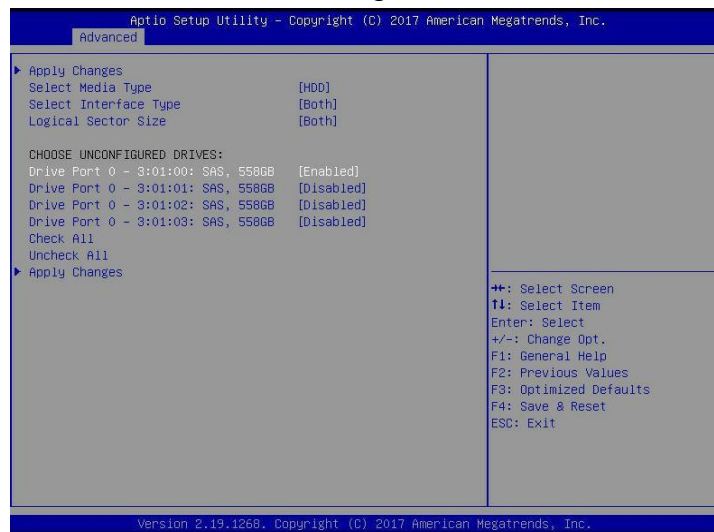 Aptio Setup Utility – Copyright (C) 2017 American Megatrends, Inc.
Advanced
Apply Changes
Select Media Type [HDD]
Select Interface Type [Both]
Logical Sector Size [Both]
CHOOSE UNCONFIGURED DRIVES:
Drive Port 0 – 3:01:00: SAS, 558GB [Enabled]
Drive Port 0 – 3:01:01: SAS, 558GB [Disabled]
Drive Port 0 – 3:01:02: SAS, 558GB [Disabled]
Drive Port 0 – 3:01:03: SAS, 558GB [Disabled]
Check All
Uncheck All
Apply Changes
→←: Select Screen
↑↓: Select Item
Enter: Select
+/-: Change Opt.
F1: General Help
F2: Previous Values
F3: Optimized Defaults
F4: Save & Reset
ESC: Exit
Version 2.19.1268. Copyright (C) 2017 American Megatrends, Inc.